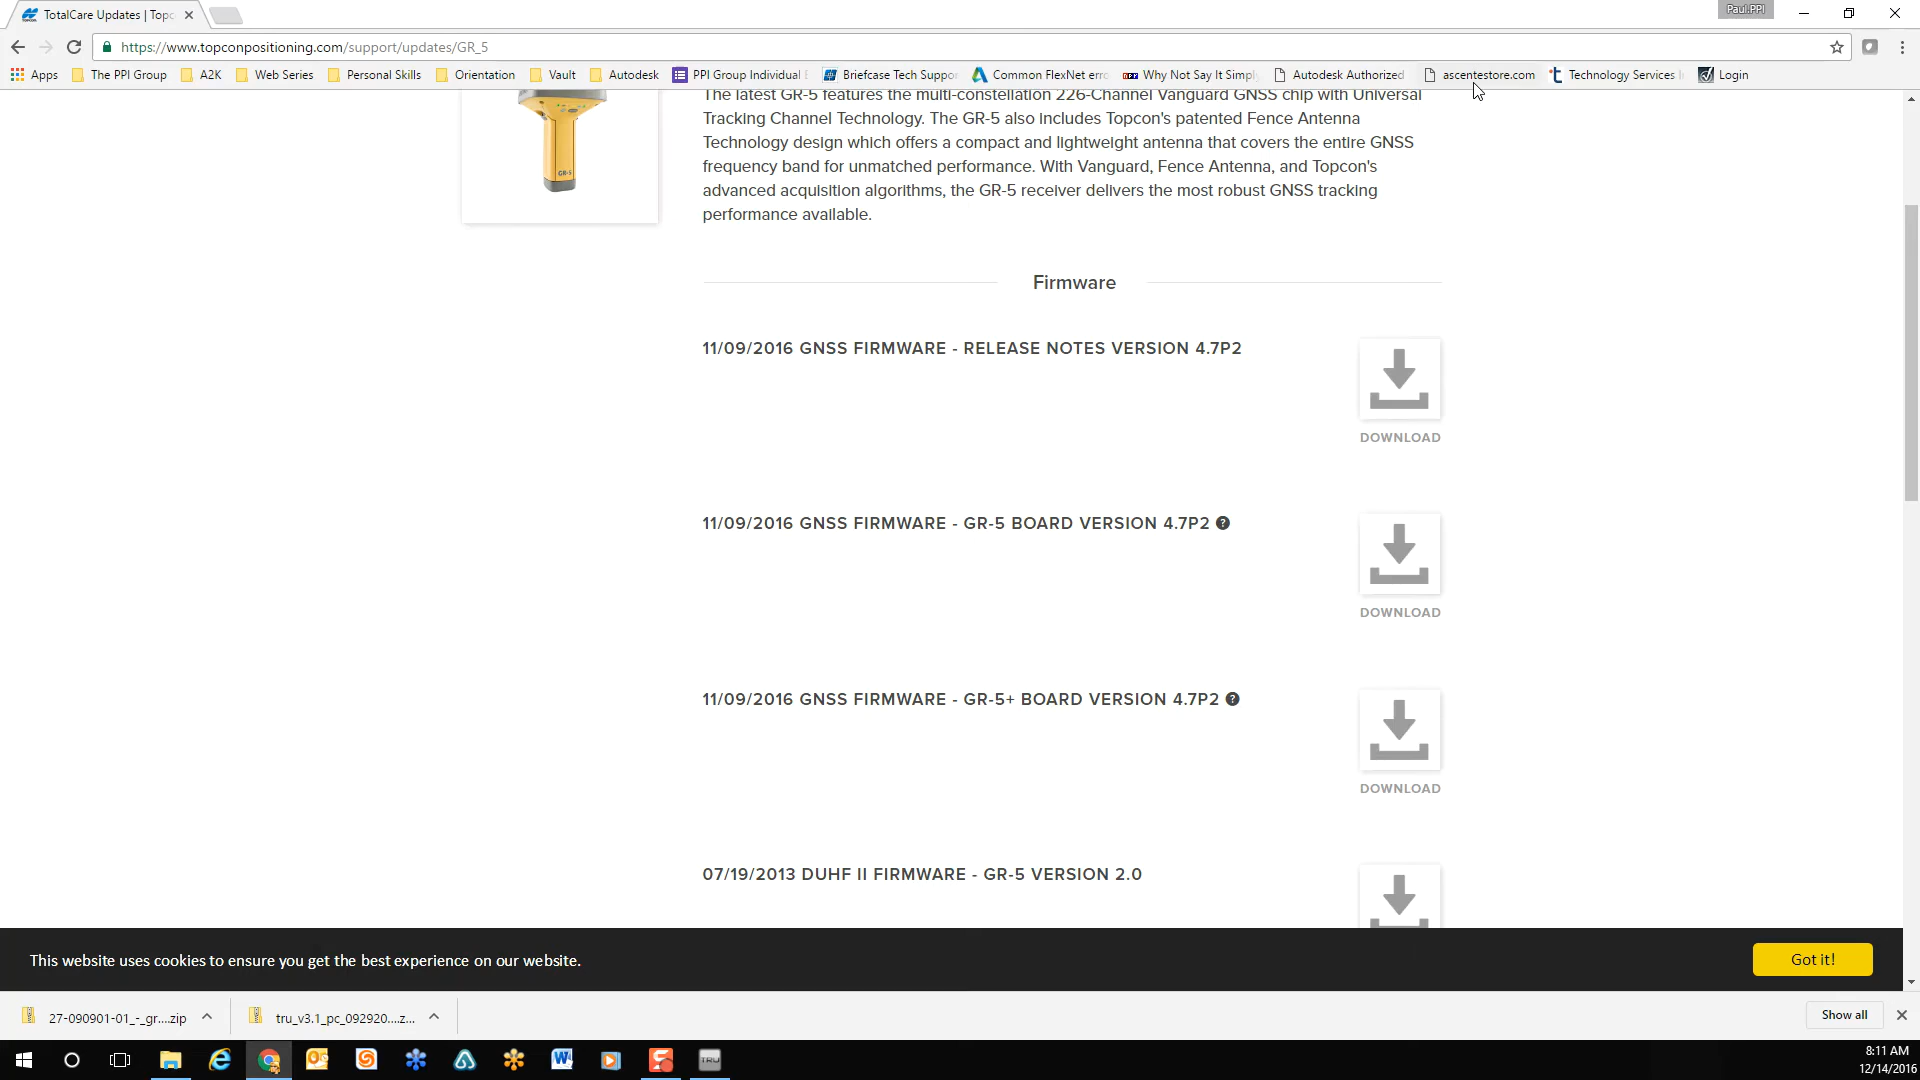 TotalCare Updates | Topc
Paul.PPI
https://www.topconpositioning.com/support/updates/GR_5
Apps
The PPI Group
A2K
Web Series
Personal Skills
Orientation
Vault
Autodesk
PPI Group Individual
Briefcase Tech Suppo
Common FlexNet erro
Why Not Say It Simpl
Autodesk Authorized
ascentestore.com
Technology Services
Login
The latest GR-5 features the multi-constellation 226-Channel Vanguard GNSS chip with Universal
Tracking Channel Technology. The GR-5 also includes Topcon's patented Fence Antenna
Technology design which offers a compact and lightweight antenna that covers the entire GNSS
frequency band for unmatched performance. With Vanguard, Fence Antenna, and Topcon's
advanced acquisition algorithms, the GR-5 receiver delivers the most robust GNSS tracking
performance available.
GR-5
Firmware
11/09/2016 GNSS FIRMWARE - RELEASE NOTES VERSION 4.7P2
DOWNLOAD
11/09/2016 GNSS FIRMWARE - GR-5 BOARD VERSION 4.7P2 ?
DOWNLOAD
11/09/2016 GNSS FIRMWARE - GR-5+ BOARD VERSION 4.7P2 ?
DOWNLOAD
07/19/2013 DUHF II FIRMWARE - GR-5 VERSION 2.0
This website uses cookies to ensure you get the best experience on our website.
Got it!
27-090901-01_-_gr....zip
tru_v3.1_pc_092920....z...
Show all
TRU
8:11 AM
12/14/2016